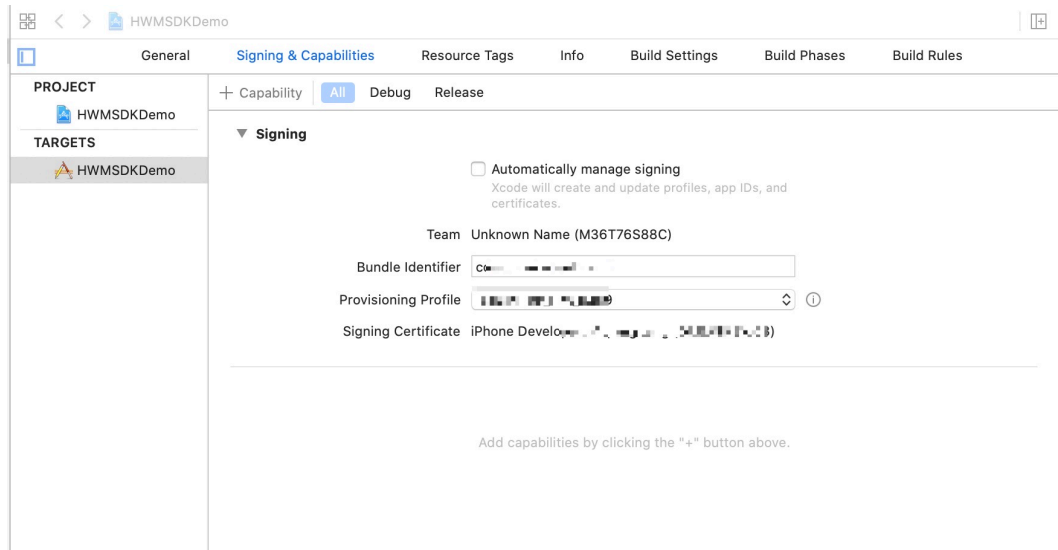 HWMSDKDemo
General Signing & Capabilities Resource Tags Info Build Settings Build Phases Build Rules
PROJECT
HWMSDKDemo
TARGETS
HWMSDKDemo
+ Capability All Debug Release
Signing
Automatically manage signing
Xcode will create and update profiles, app IDs, and
certificates.
Team Unknown Name (M36T76S88C)
Bundle Identifier
Provisioning Profile
Signing Certificate iPhone
Add capabilities by clicking the "+" button above.